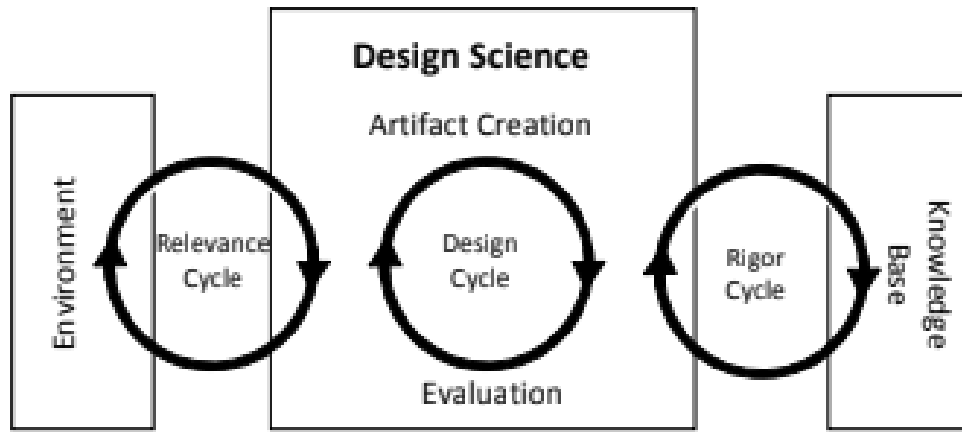 Design Science
Artifact Creation
Environment
Relevance
Cycle
Design
Cycle
Rigor
Cycle
Knowledge
Base
Evaluation